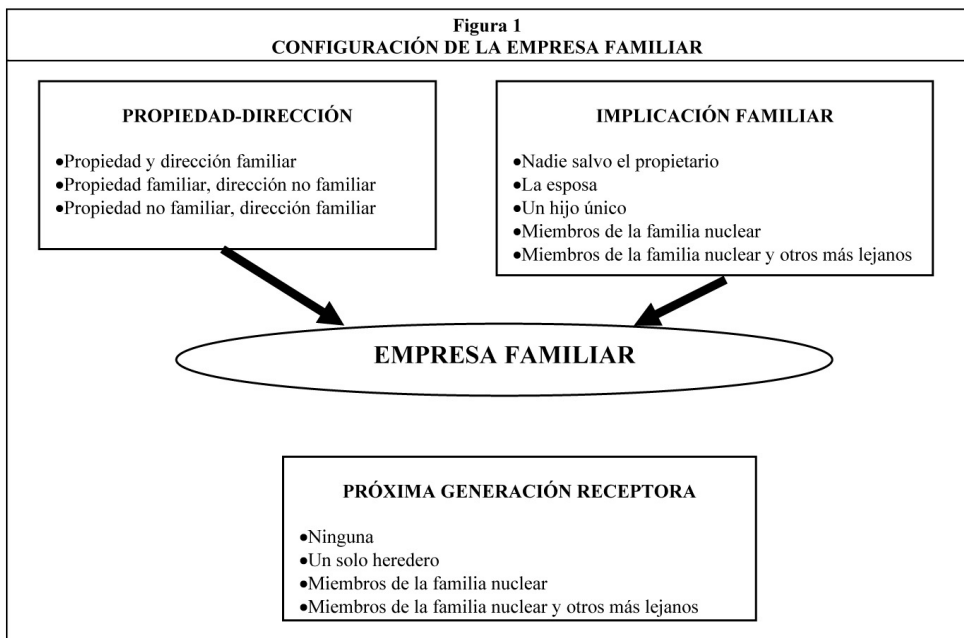 Figura 1
CONFIGURACIÓN DE LA EMPRESA FAMILIAR
PROPIEDAD-DIRECCIÓN
•Propiedad y dirección familiar
•Propiedad familiar, dirección no familiar
•Propiedad no familiar, dirección familiar
IMPLICACIÓN FAMILIAR
•Nadie salvo el propietario
•La esposa
•Un hijo único
•Miembros de la familia nuclear
•Miembros de la familia nuclear y otros más lejanos
EMPRESA FAMILIAR
PRÓXIMA GENERACIÓN RECEPTORA
•Ninguna
•Un solo heredero
•Miembros de la familia nuclear
•Miembros de la familia nuclear y otros más lejanos